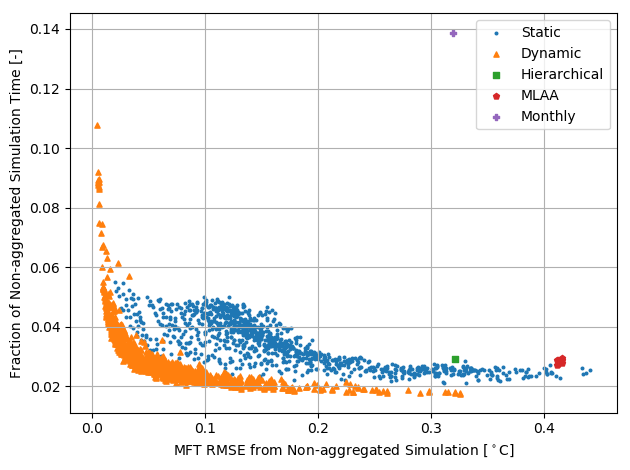 0.14
0.12
0.10
0.08
0.06
0.04
0.02
Fraction of Non-aggregated Simulation Time [-]
Static
Dynamic
Hierarchical
MLAA
Monthly
0.0 0.1 0.2 0.3 0.4
MFT RMSE from Non-aggregated Simulation [°C]